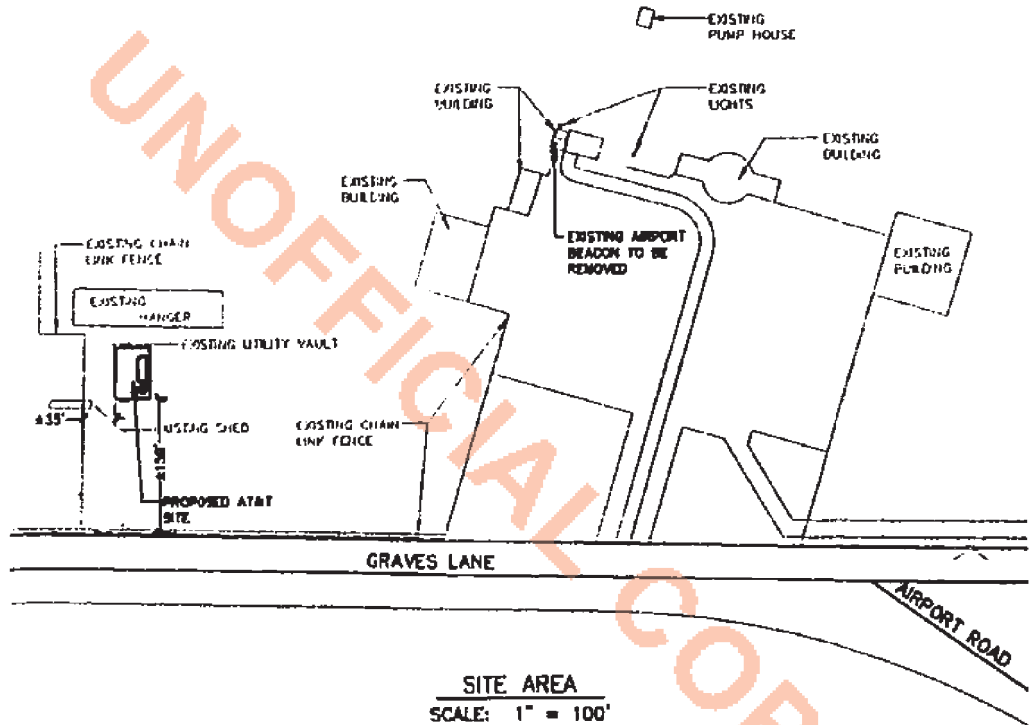 EXISTING
PUMP HOUSE
EXISTING
BUILDING
EXISTING
LIGHTS
EXISTING
BUILDING
EXISTING
BUILDING
EXISTING AIRPORT
BEACON TO BE
REMOVED
EXISTING
BUILDING
EXISTING CHAIN
LINK FENCE
EXISTING
HANGER
EXISTING UTILITY VAULT
±35'
SHED
EXISTING CHAIN
LINK FENCE
PROPOSED AT&T
SITE
GRAVES LANE
AIRPORT ROAD
SITE AREA
SCALE: 1" = 100'
UNOFFICIAL COP